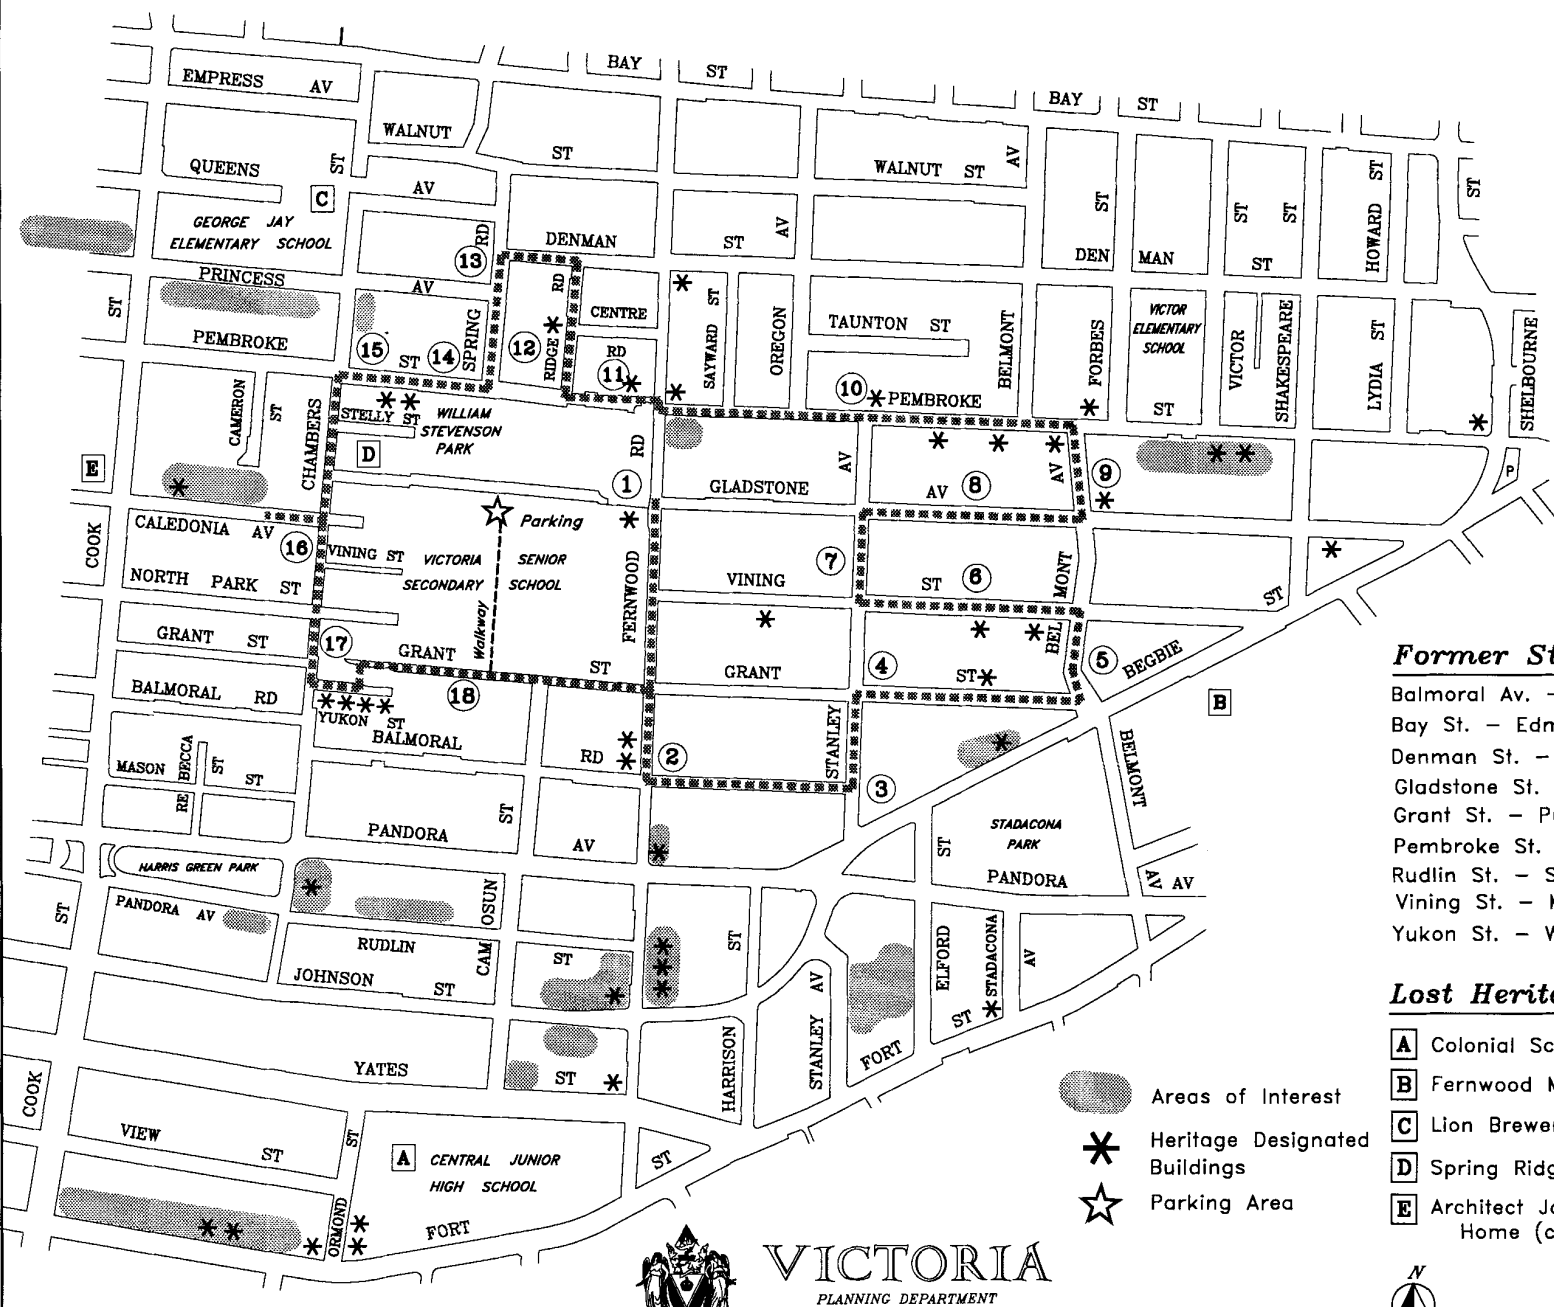 BAY
ST
BAY
ST
EMPRESS AV
WALNUT
ST
WALNUT ST
AV
QUEENS
ST
AV
C
ST
ST
ST
ST
ST
GEORGE JAY
ELEMENTARY SCHOOL
RD
DENMAN
ST
AV
DEN
MAN
ST
HOWARD
13
PRINCESS
AV
RD
CENTRE
ST
ST
PEMBROKE
15
ST
14
SPRING
12
RIDGE
RD
11
SAYWARD
OREGON
TAUNTON ST
BELMONT
FORBES
VICTOR
ELEMENTARY
SCHOOL
VICTOR
SHAKESPEARE
LYDIA
ST
SHELBOURNE
10
PEMBROKE
ST
CAMERON
ST
CHAMBERS
STELLY ST
WILLIAM
STEVENSON
PARK
D
E
RD
1
AV
GLADSTONE
AV
8
AV
9
P
COOK
CALEDONIA
AV
16
Parking
VINING ST
VICTORIA SENIOR
SECONDARY SCHOOL
NORTH PARK ST
Walkway
FERNWOOD
7
VINING
ST
6
MONT
ST
GRANT ST
17
GRANT
ST
GRANT
4
ST
BEL
5
BEGBIE
B
BALMORAL RD
18
YUKON ST
BALMORAL
RD
2
STANLEY
3
BELMONT
MASON
RE
BECCA
ST
ST
PANDORA
ST
AV
STADACONA
PARK
ST
PANDORA
AV
AV
HARRIS GREEN PARK
ST
PANDORA AV
OSUN
CAM
RUDLIN
ST
JOHNSON
ST
ST
ELFORD
STADACONA
AV
ST
STANLEY
AV
FORT
HARRISON
YATES
ST
COOK
VIEW
ST
ST
A
CENTRAL JUNIOR
HIGH SCHOOL
ST
ORMOND
FORT
Former St
Balmoral Av. –
Bay St. – Edm
Denman St. –
Gladstone St.
Grant St. –
Pembroke St.
Rudlin St. – S
Vining St. –
Yukon St. –
Lost Herit
A Colonial Sc
B Fernwood
C Lion Brewe
D Spring Ridg
E Architect Jo
Home (c
Areas of Interest
Heritage Designated
Buildings
Parking Area
VICTORIA
PLANNING DEPARTMENT
N